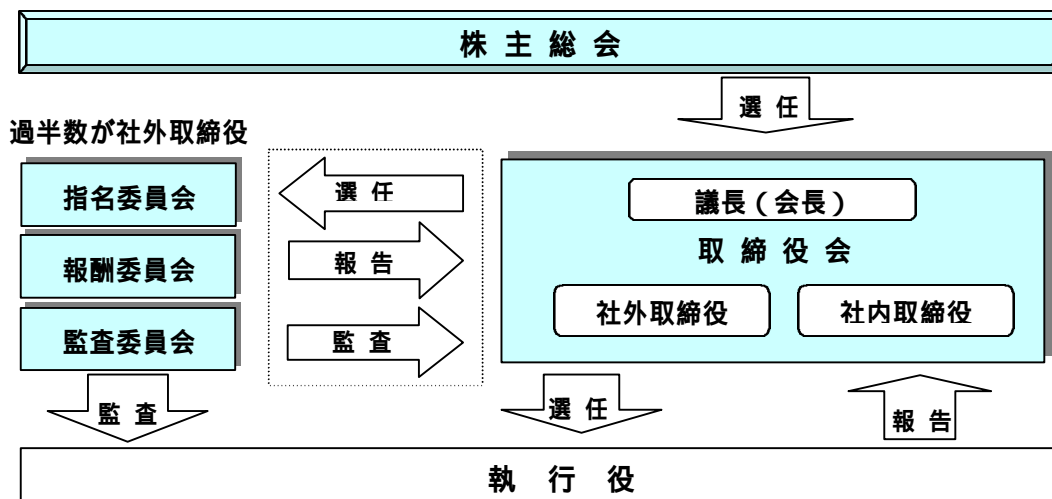 株 主 総 会
選 任
過半数が社外取締役
指名委員会
報酬委員会
監査委員会
選 任
報 告
監 査
議長（会長）
取 締 役 会
社外取締役
社内取締役
監 査
選 任
報 告
執 行 役